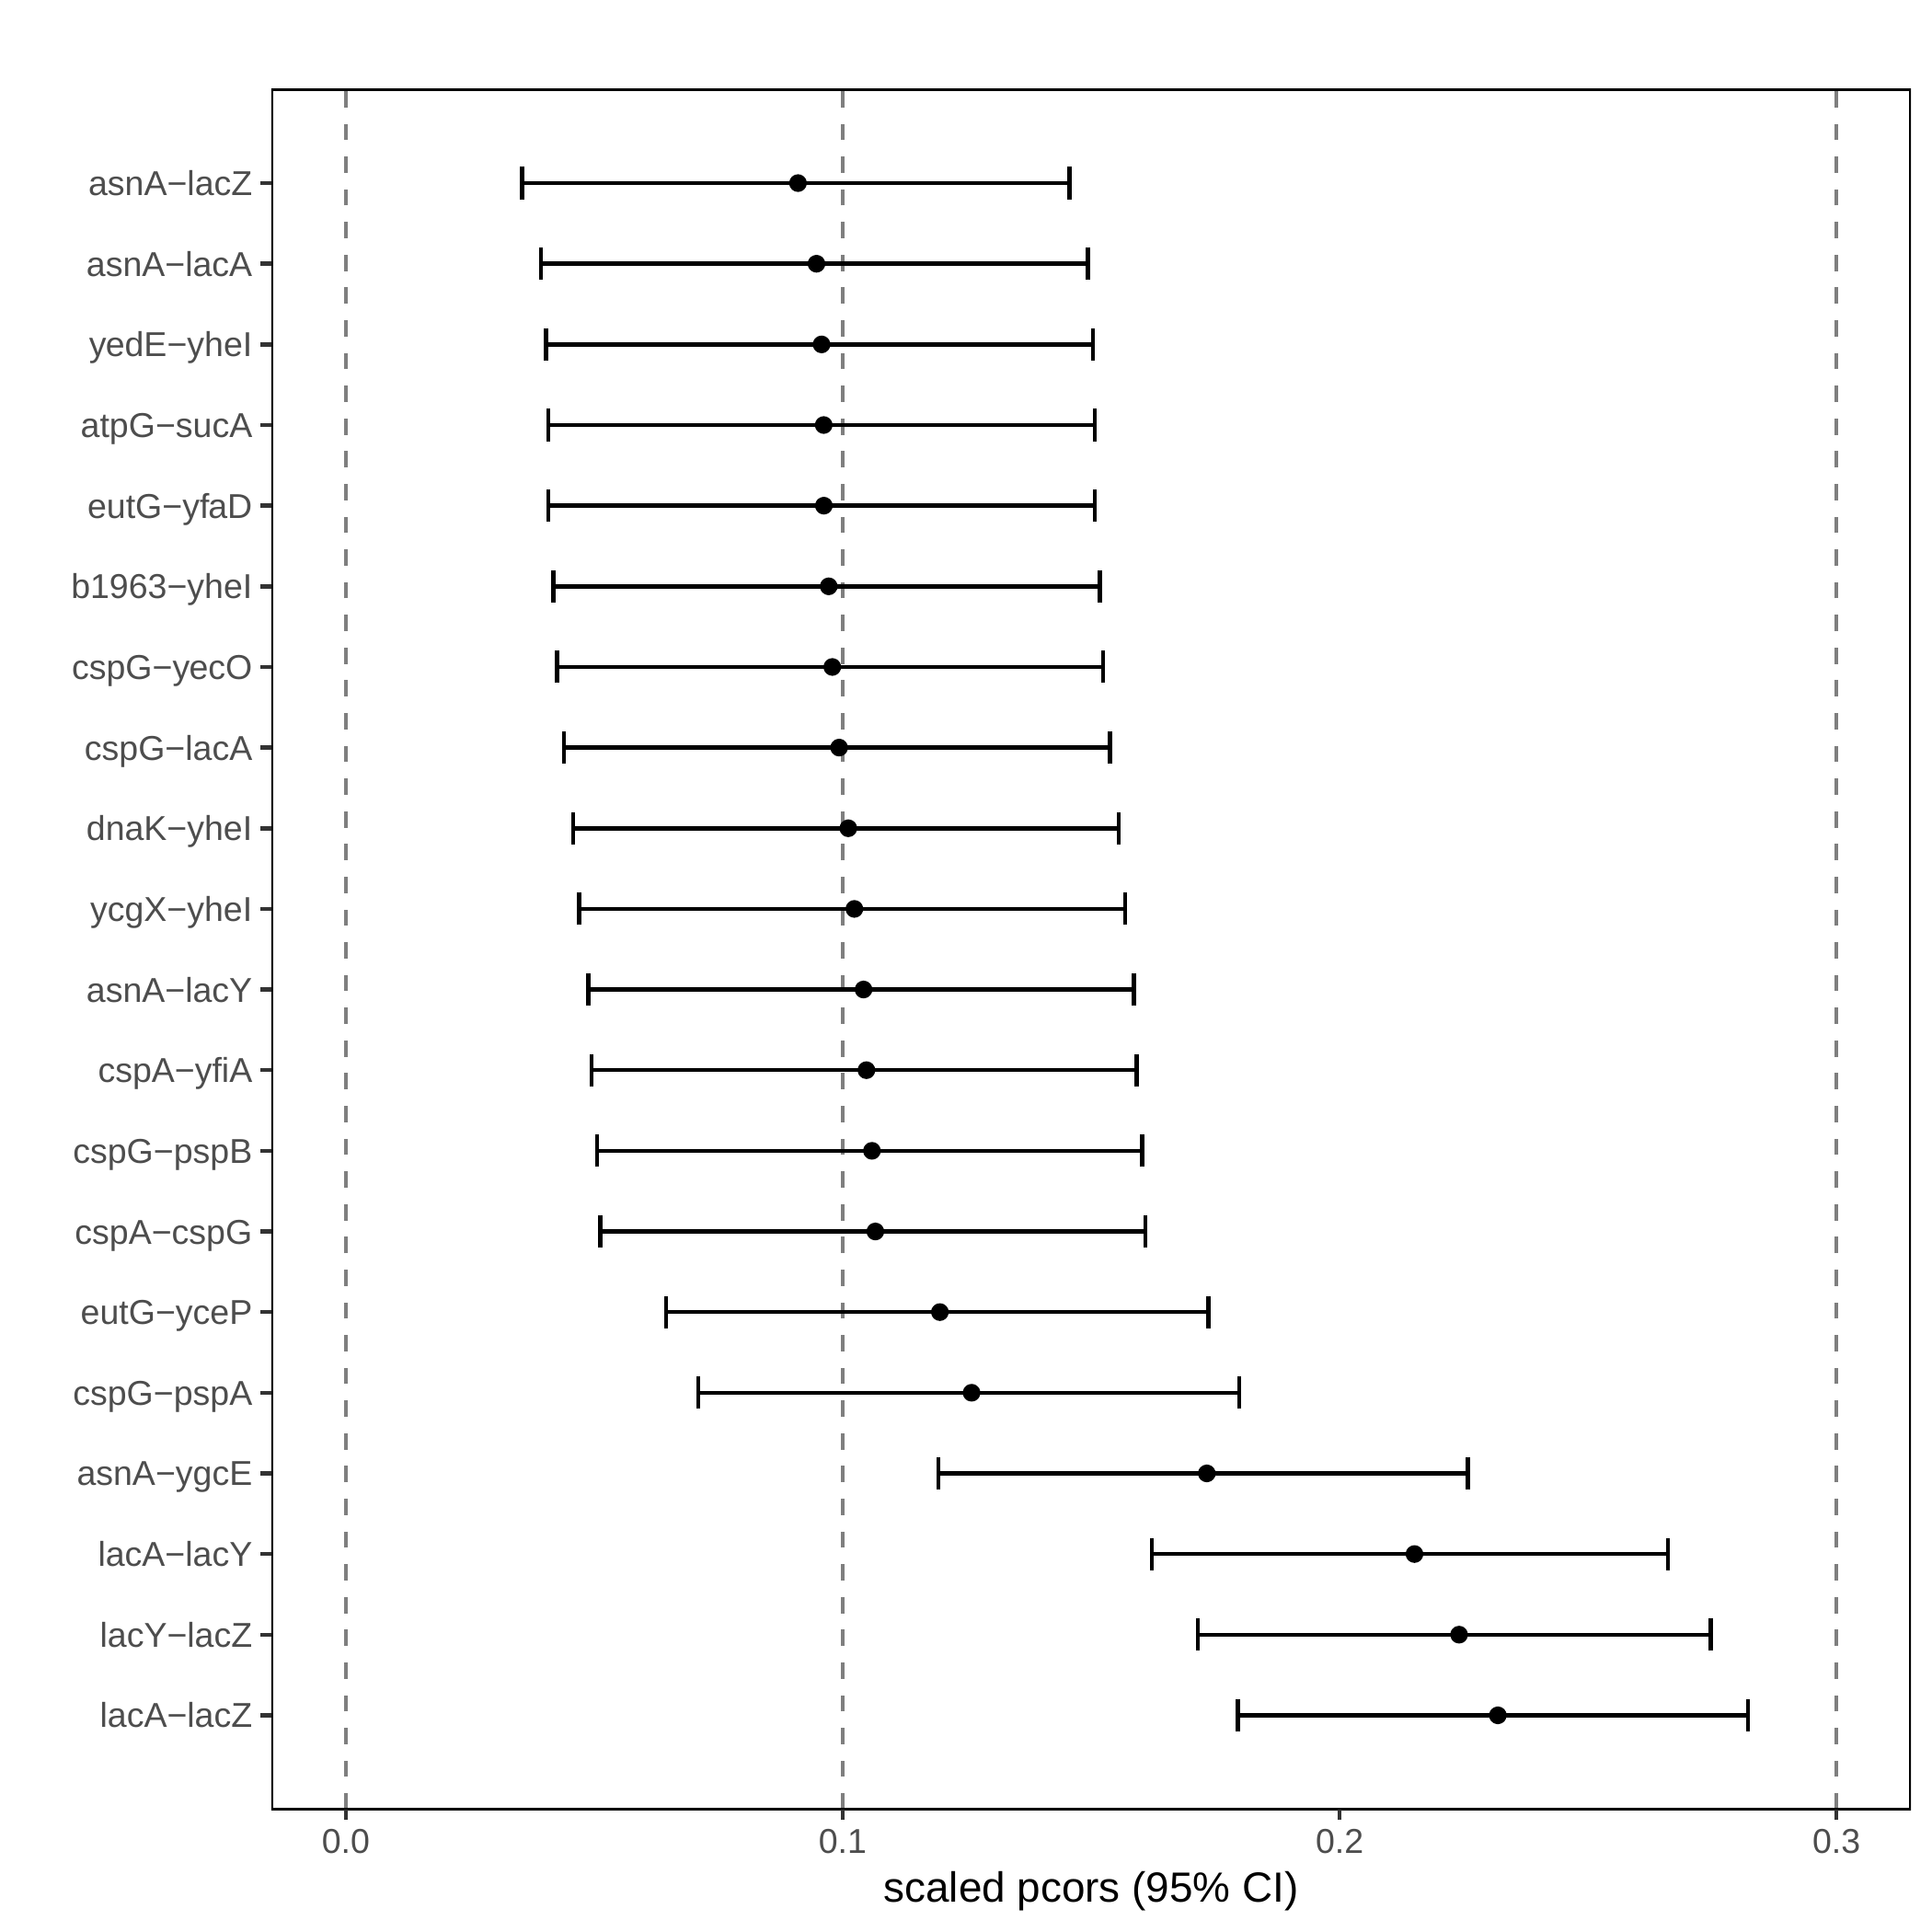 asnA−lacZ
asnA−lacA
yedE−yheI
atpG−sucA
eutG−yfaD
b1963−yheI
cspG−yecO
cspG−lacA
dnaK−yheI
ycgX−yheI
asnA−lacY
cspA−yfiA
cspG−pspB
cspA−cspG
eutG−yceP
cspG−pspA
asnA−ygcE
lacA−lacY
lacY−lacZ
lacA−lacZ
0.0 0.1 0.2 0.3
scaled pcors (95% CI)